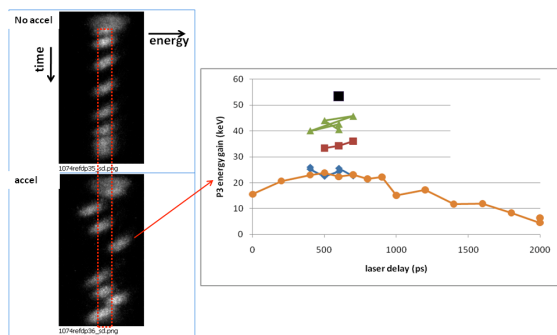 No accel
energy
time
1074refdp35_sd.png
accel
1074refdp36_sd.png
P3 energy gain (keV)
60
50
40
30
20
10
0
0
500
1000
1500
2000
laser delay (ps)